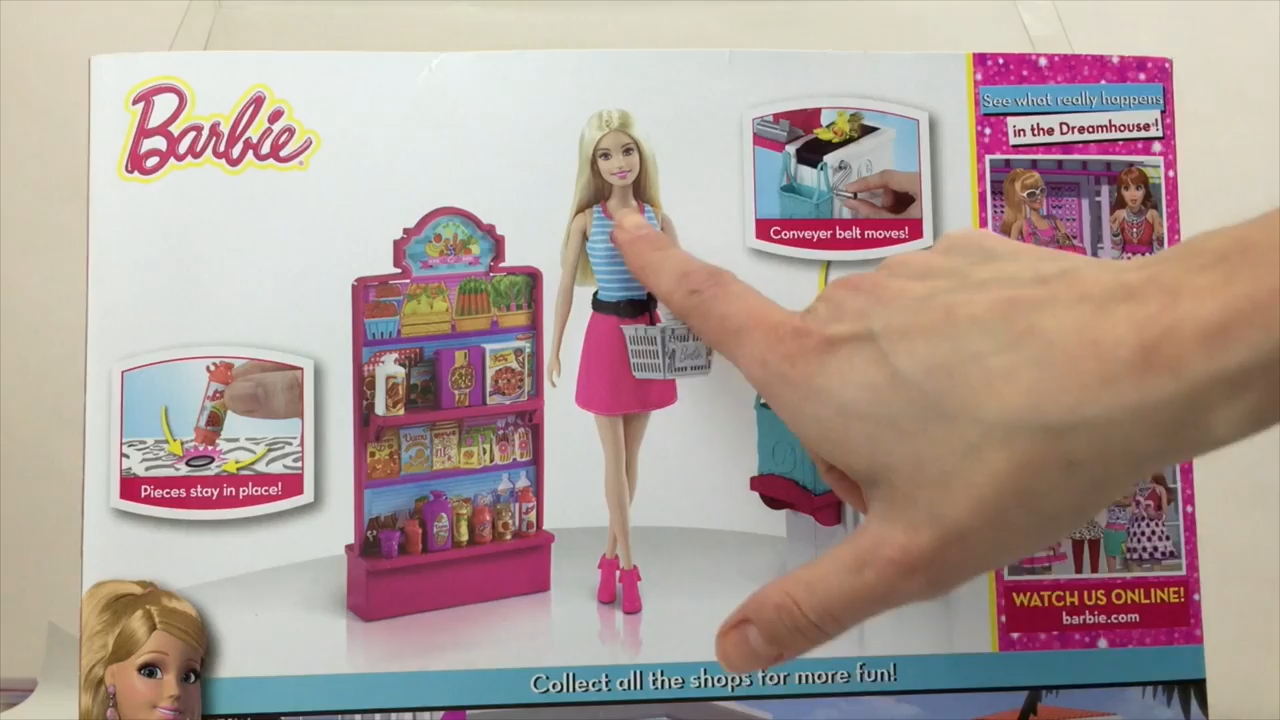 Barbie
See what really happens
in the Dreamhouse®!
Conveyer belt moves!
Barbie
Pieces stay in place!
WATCH US ONLINE!
barbie.com
Collect all the shops for more fun!